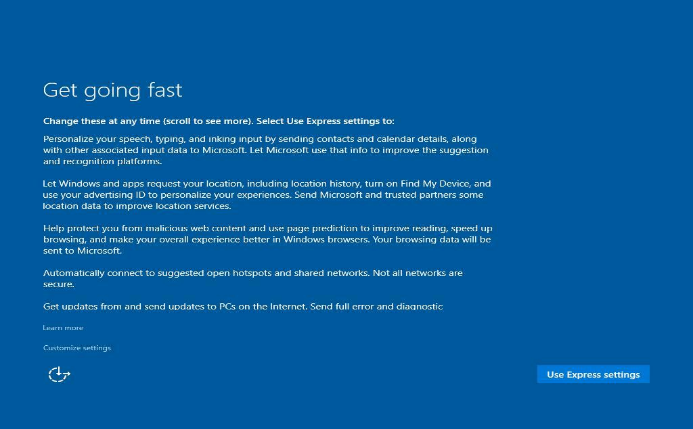 Get going fast
Change these at any time (scroll to see more). Select Use Express settings to:
Personalize your speech, typing, and inking input by sending contacts and calendar details, along
with other associated input data to Microsoft. Let Microsoft use that info to improve the suggestion
and recognition platforms.
Let Windows and apps request your location, including location history, turn on Find My Device, and
use your advertising ID to personalize your experiences. Send Microsoft and trusted partners some
location data to improve location services.
Help protect you from malicious web content and use page prediction to improve reading, speed up
browsing, and make your overall experience better in Windows browsers. Your browsing data will be
sent to Microsoft.
Automatically connect to suggested open hotspots and shared networks. Not all networks are
secure.
Get updates from and send updates to PCs on the Internet. Send full error and diagnostic
Learn more
Customize settings
Use Express settings